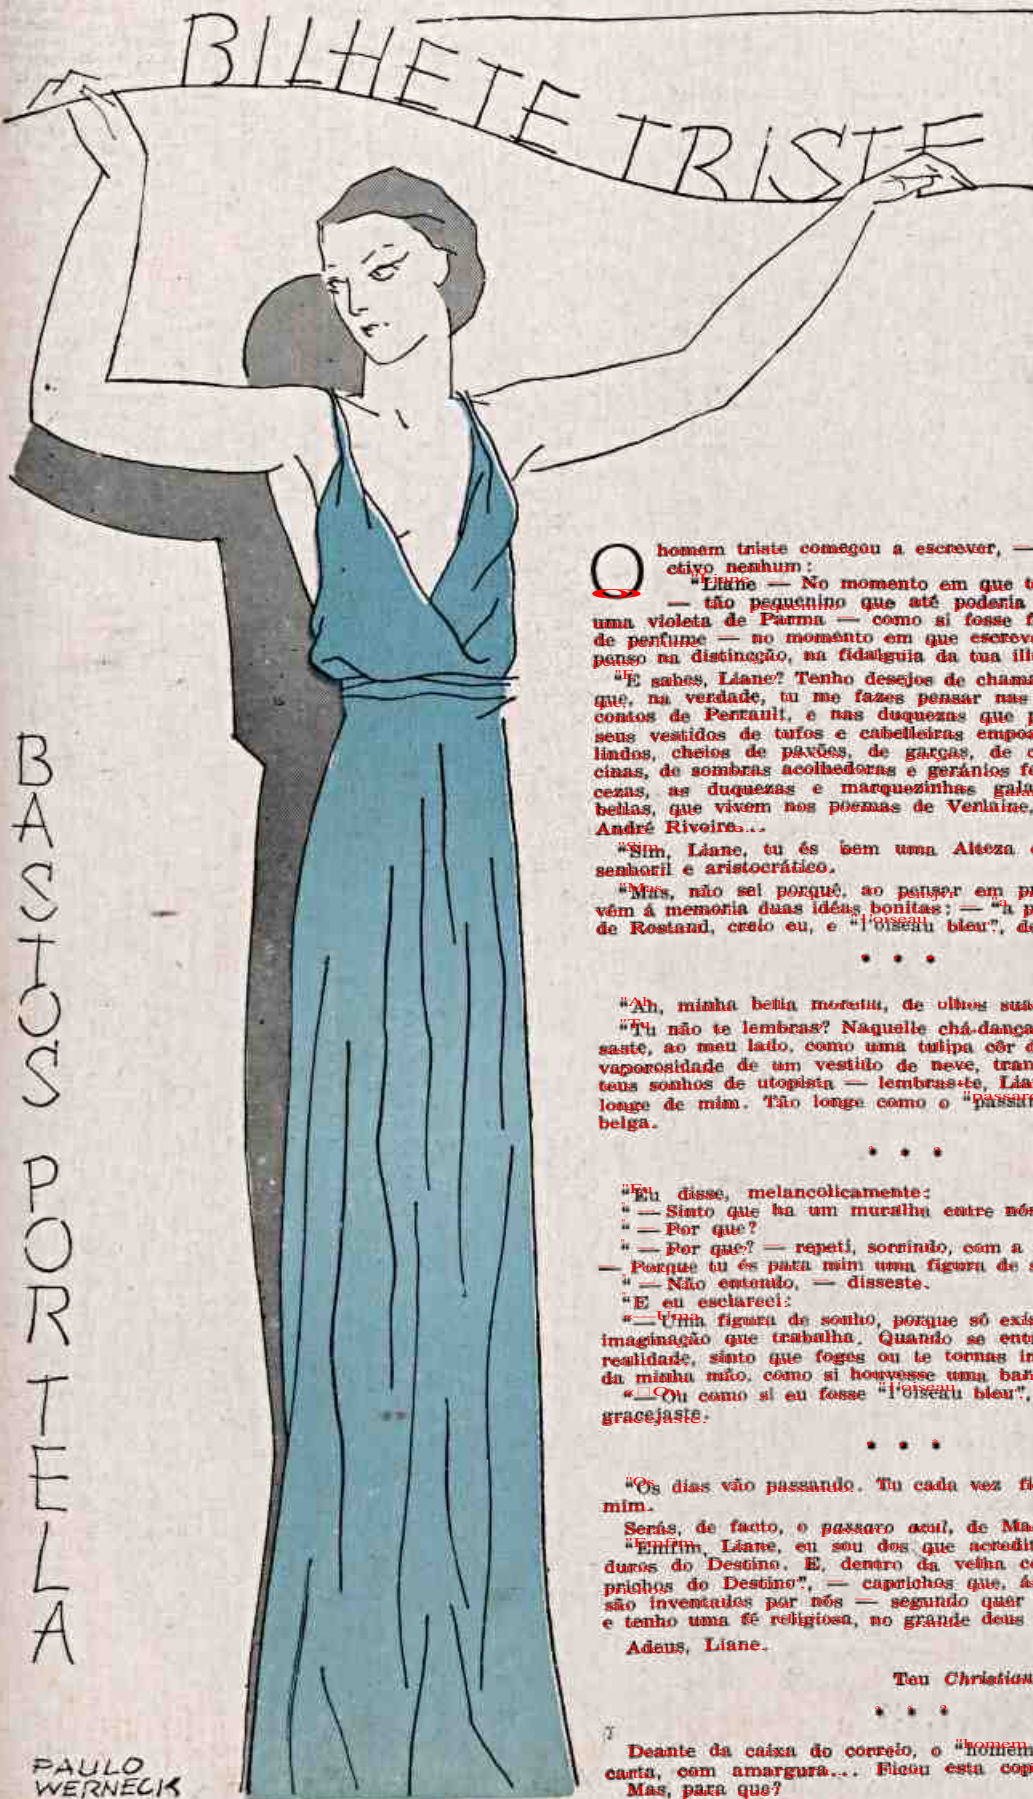 BILHETE TRISTE
BASTOS PORTELA
O homem triste começou a escrever, —
ctivo nenhum:
"Liane — No momento em que t
— tão pequenino que até poderia
uma violeta de Parma — como si fosse f
de perfume — no momento em que escrev
penso na distincção, na fidalguia da tua
"E sabes, Liane? Tenho desejos de chama
que, na verdade, tu me fazes pensar nas
contos de Perrault, e nas duquezas que p
seus vestidos de tufos e cabelleiras empoa
lindos, cheios de pavões, de garças, de
cinas, de sombras acolhedoras e gerânios
cezas, as duquezas e marquezinhas gala
bellas, que vivem nos poemas de Verlaine,
André Rivoire...
"Sim, Liane, tu és bem uma Alteza
senhoril e aristocrático.
"Mas, não sei porquê, ao pensar em p
vêm á memoria duas idéas bonitas: — "a p
de Rostand, creio eu, e "l'oiseau bleu", de
• • •
"Ah, minha bella morena, de olhos sua
"Tu não te lembras? Naquelle chá-dança
saste, ao meu lado, como uma tulipa côr d
vaporosidade de um vestido de neve, tran
teus sonhos de utopista — lembras-te, Lia
longe de mim. Tão longe como o "passar
belga.
• • •
"Eu disse, melancolicamente:
" — Sinto que ha um muralha entre nós
" — Por que?
" — Por que? — repeti, sorrindo, com a
— Porque tu és para mim uma figura de s
" — Não entendo, — disseste.
"E eu esclareci:
"—Uma figura de sonho, porque só exis
imaginação que trabalha. Quando se ent
realidade, sinto que foges ou te tornas in
da minha mão, como si houvesse uma bar
"—Ou como si eu fosse "l'oiseau bleu",
gracejaste.
• • •
"Os dias vão passando. Tu cada vez fi
mim.
Serás, de facto, o passaro azul, de Ma
"Emfim, Liane, eu sou dos que acredit
duros do Destino. E, dentro da velha c
prichos do Destino", — caprichos que, á
são inventados por nós — segundo quer
e tenho uma fé religiosa, no grande deus
Adeus, Liane.
Teu Christian
• • •
Deante da caixa do correio, o "homem
carta, com amargura... Ficou esta cop
Mas, para que?
PAULO
WERNECK